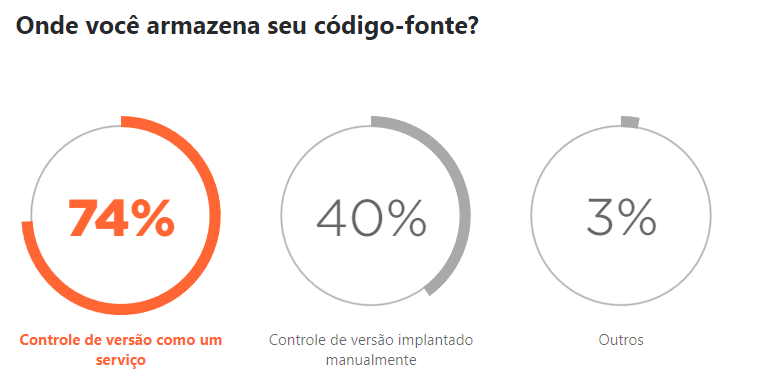 Onde você armazena seu código-fonte?
74%
40%
3%
Controle de versão como um
serviço
Controle de versão implantado
manualmente
Outros